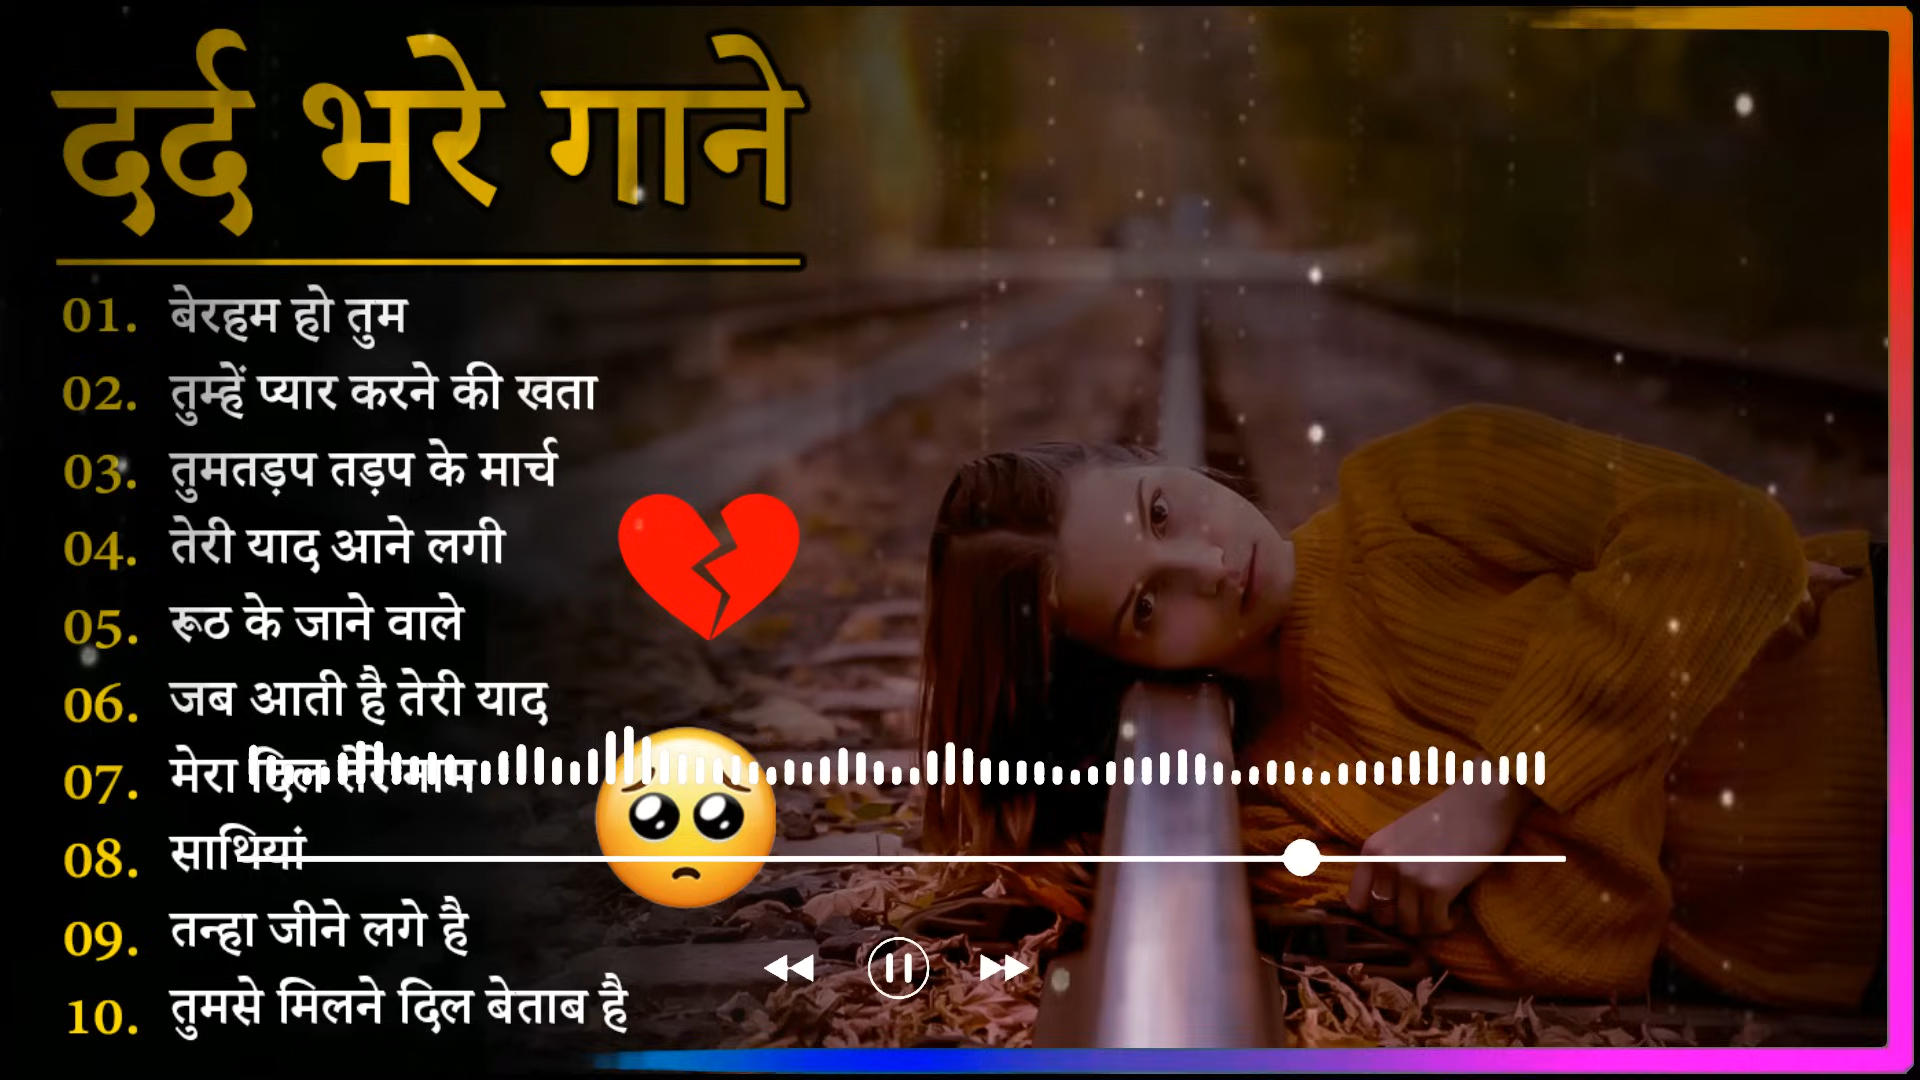 दर्द भरे गाने
01. बेरहम हो तुम
02. तुम्हें प्यार करने की खता
03. तुमतड़प तड़प के मार्च
04. तेरी याद आने लगी
05. रूठ के जाने वाले
06. जब आती है तेरी याद
07. मेरा दिल तेरे नाम
08. साथियां
09. तन्हा जीने लगे है
10. तुमसे मिलने दिल बेताब है